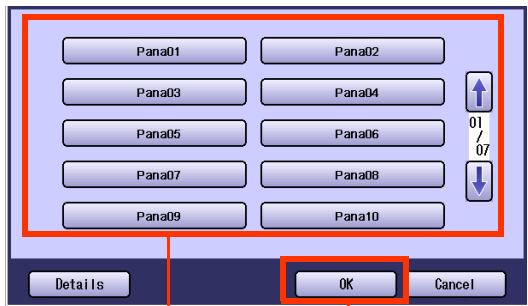 Pana01 Pana02
Pana03 Pana04
Pana05 Pana06
Pana07 Pana08
Pana09 Pana10
01
/
07
Details OK Cancel